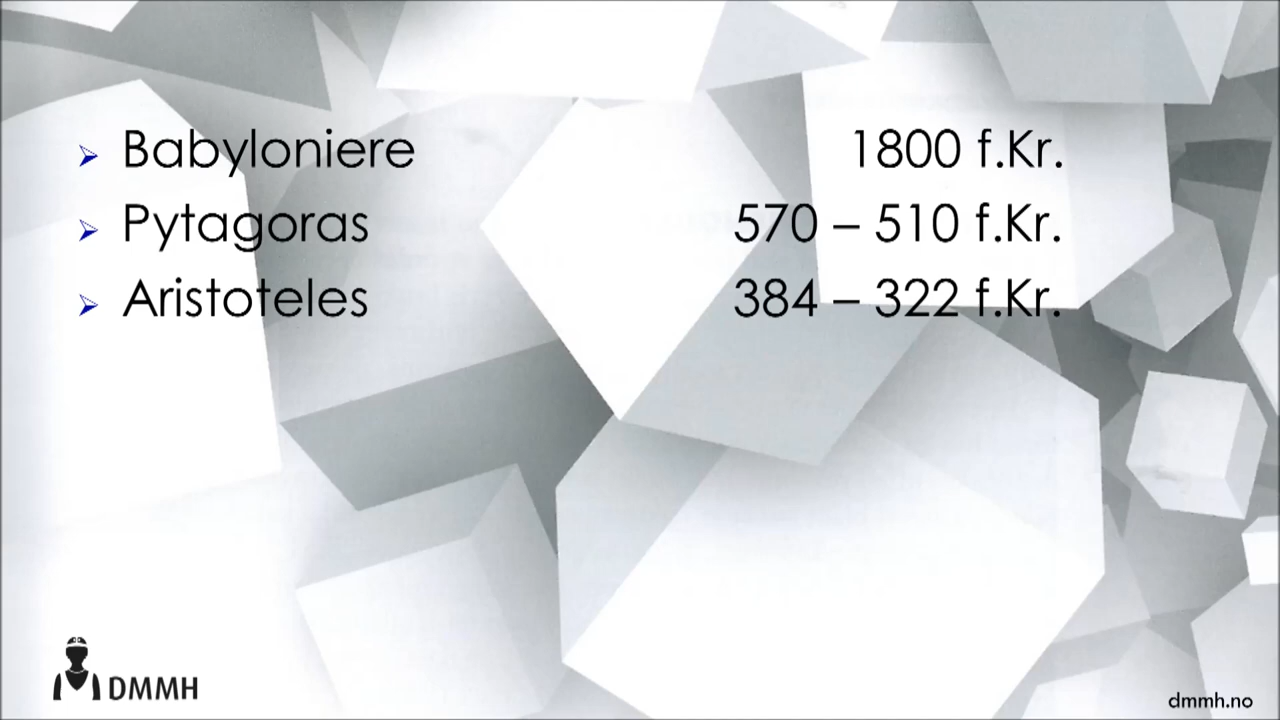 Babyloniere 1800 f.Kr.
Pytagoras 570 – 510 f.Kr.
Aristoteles 384 – 322 f.Kr.
DMMH
dmmh.no